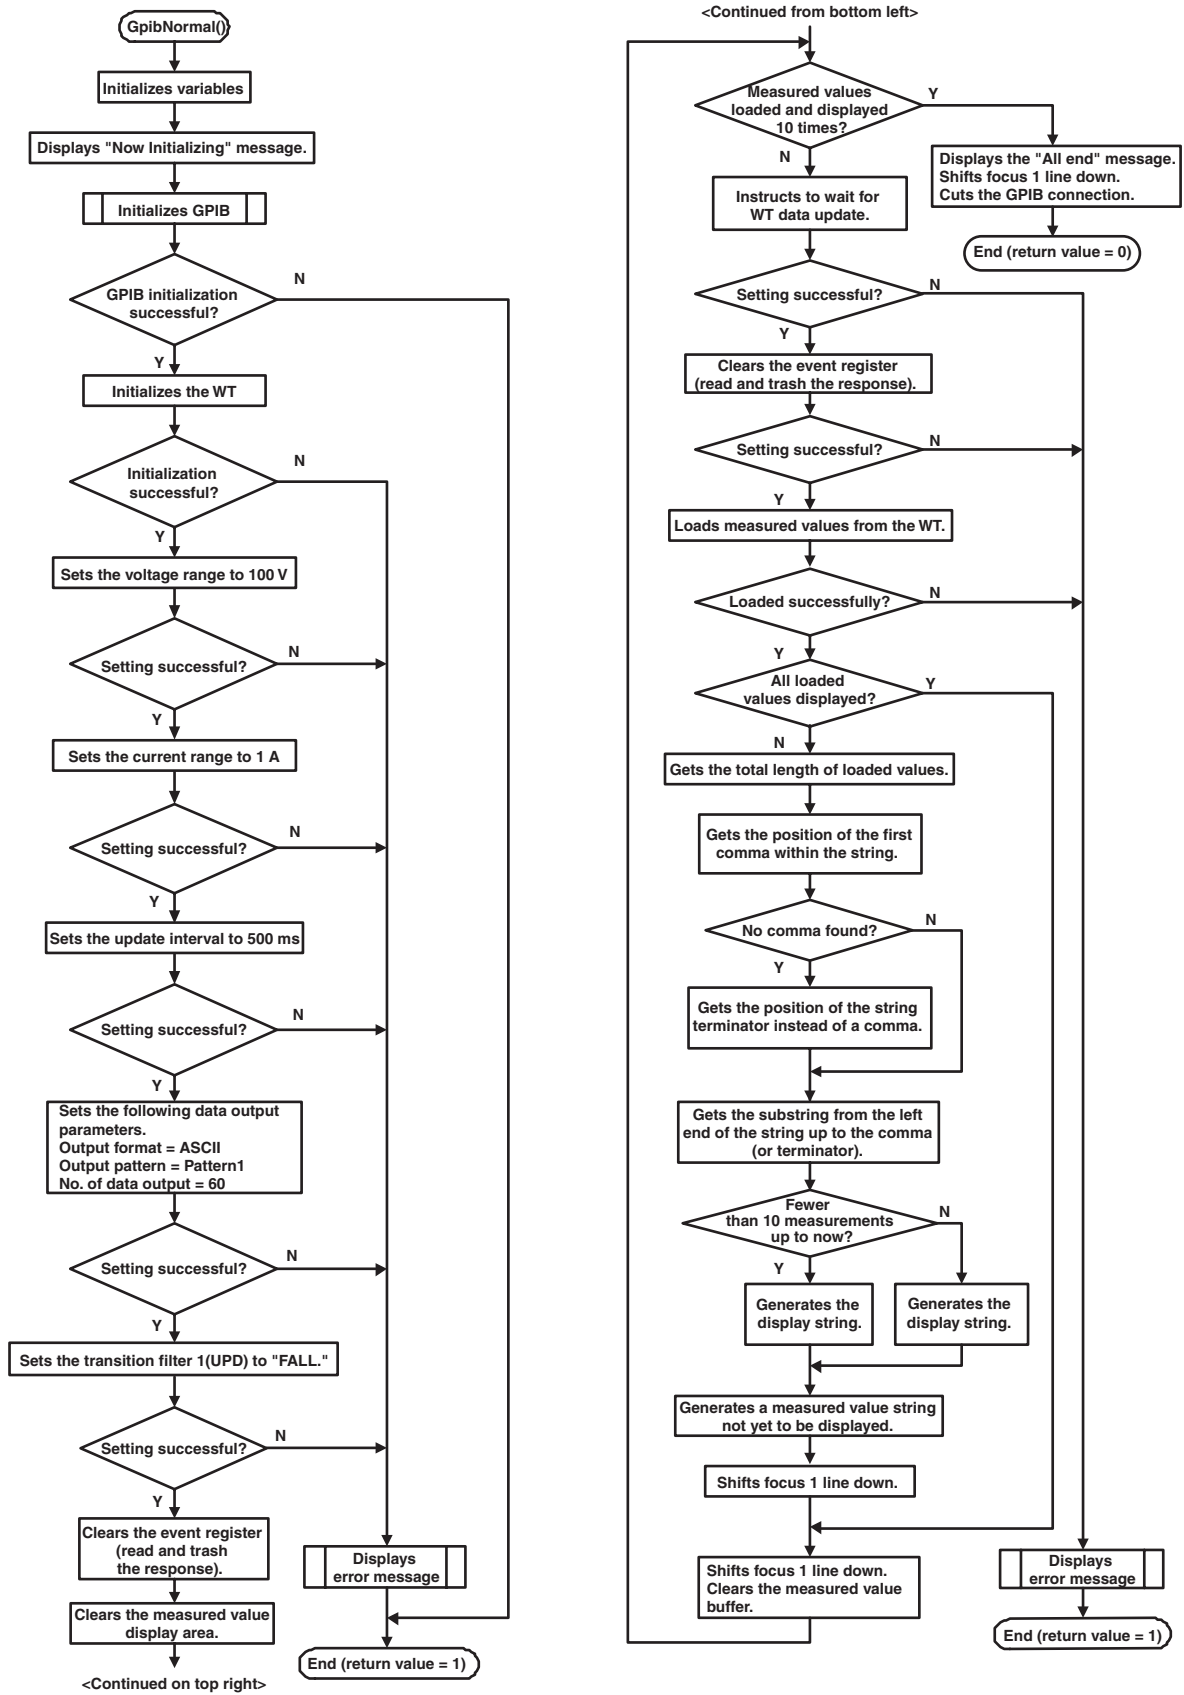 GpibNormal()
Initializes variables
Displays "Now Initializing" message.
Initializes GPIB
GPIB initialization
successful?
N
Y
Initializes the WT
Initialization
successful?
N
Y
Sets the voltage range to 100 V
Setting successful?
N
Y
Sets the current range to 1 A
Setting successful?
N
Y
Sets the update interval to 500 ms
Setting successful?
N
Y
Sets the following data output
parameters.
Output format = ASCII
Output pattern = Pattern1
No. of data output = 60
Setting successful?
N
Y
Sets the transition filter 1(UPD) to "FALL."
Setting successful?
N
Y
Clears the event register
(read and trash
the response).
Clears the measured value
display area.
<Continued on top right>
Displays
error message
End (return value = 1)
<Continued from bottom left>
Measured values
loaded and displayed
10 times?
Y
N
Displays the "All end" message.
Shifts focus 1 line down.
Cuts the GPIB connection.
End (return value = 0)
Instructs to wait for
WT data update.
Setting successful?
N
Y
Clears the event register
(read and trash the response).
Setting successful?
N
Y
Loads measured values from the WT.
Loaded successfully?
N
Y
All loaded
values displayed?
Y
N
Gets the total length of loaded values.
Gets the position of the first
comma within the string.
No comma found?
N
Y
Gets the position of the string
terminator instead of a comma.
Gets the substring from the left
end of the string up to the comma
(or terminator).
Fewer
than 10 measurements
up to now?
N
Y
Generates the
display string.
Generates the
display string.
Generates a measured value string
not yet to be displayed.
Shifts focus 1 line down.
Shifts focus 1 line down.
Clears the measured value
buffer.
Displays
error message
End (return value = 1)